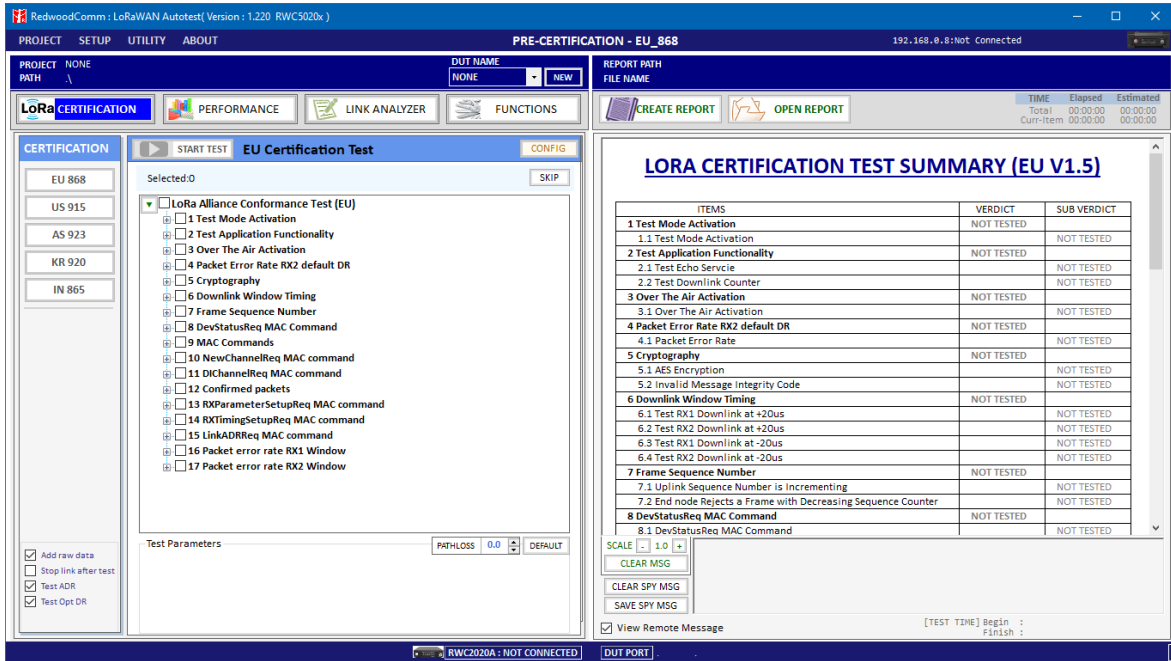 RedwoodComm : LoRaWAN Autotest( Version : 1.220 RWC5020x )
PROJECT SETUP UTILITY ABOUT PRE-CERTIFICATION - EU_868 192.168.0.8:Not Connected
PROJECT NONE
PATH .\
DUT NAME
NONE NEW
REPORT PATH
FILE NAME
LoRa CERTIFICATION PERFORMANCE LINK ANALYZER FUNCTIONS
CREATE REPORT OPEN REPORT
TIME Elapsed Estimated
Total 00:00:00 00:00:00
Curr-Item 00:00:00 00:00:00
CERTIFICATION
EU 868
US 915
AS 923
KR 920
IN 865
Add raw data
Stop link after test
Test ADR
Test Opt DR
START TEST EU Certification Test CONFIG
Selected:0 SKIP
LoRa Alliance Conformance Test (EU)
1 Test Mode Activation
2 Test Application Functionality
3 Over The Air Activation
4 Packet Error Rate RX2 default DR
5 Cryptography
6 Downlink Window Timing
7 Frame Sequence Number
8 DevStatusReq MAC Command
9 MAC Commands
10 NewChannelReq MAC command
11 DlChannelReq MAC command
12 Confirmed packets
13 RXParameterSetupReq MAC command
14 RXTimingSetupReq MAC command
15 LinkADRReq MAC command
16 Packet error rate RX1 Window
17 Packet error rate RX2 Window
Test Parameters PATHLOSS 0.0 DEFAULT
LORA CERTIFICATION TEST SUMMARY (EU V1.5)
ITEMS VERDICT SUB VERDICT
1 Test Mode Activation NOT TESTED
1.1 Test Mode Activation NOT TESTED
2 Test Application Functionality NOT TESTED
2.1 Test Echo Servcie NOT TESTED
2.2 Test Downlink Counter NOT TESTED
3 Over The Air Activation NOT TESTED
3.1 Over The Air Activation NOT TESTED
4 Packet Error Rate RX2 default DR NOT TESTED
4.1 Packet Error Rate NOT TESTED
5 Cryptography NOT TESTED
5.1 AES Encryption NOT TESTED
5.2 Invalid Message Integrity Code NOT TESTED
6 Downlink Window Timing NOT TESTED
6.1 Test RX1 Downlink at +20us NOT TESTED
6.2 Test RX2 Downlink at +20us NOT TESTED
6.3 Test RX1 Downlink at -20us NOT TESTED
6.4 Test RX2 Downlink at -20us NOT TESTED
7 Frame Sequence Number NOT TESTED
7.1 Uplink Sequence Number is Incrementing NOT TESTED
7.2 End node Rejects a Frame with Decreasing Sequence Counter NOT TESTED
8 DevStatusReq MAC Command NOT TESTED
8.1 DevStatusReq MAC Command NOT TESTED
SCALE - 1.0 +
CLEAR MSG
CLEAR SPY MSG
SAVE SPY MSG
View Remote Message
[TEST TIME] Begin :
Finish :
RWC2020A : NOT CONNECTED DUT PORT . .